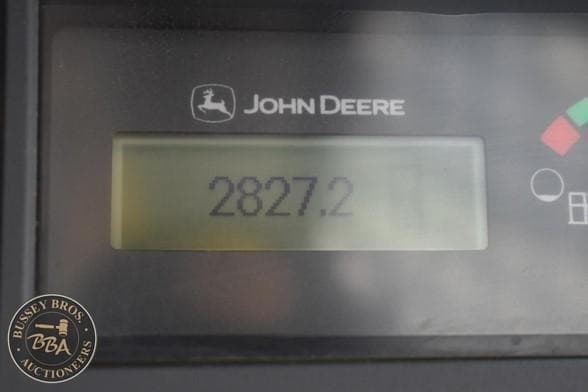 JOHN DEERE
2827.2
BUSSEY BROS.
BBA
AUCTIONEERS